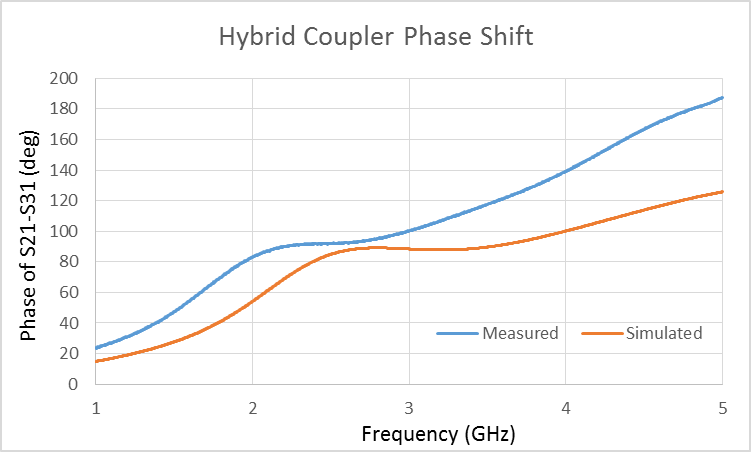 Hybrid Coupler Phase Shift
Phase of S21-S31 (deg)
200
180
160
140
120
100
80
60
40
20
0
Measured Simulated
1 2 3 4 5
Frequency (GHz)